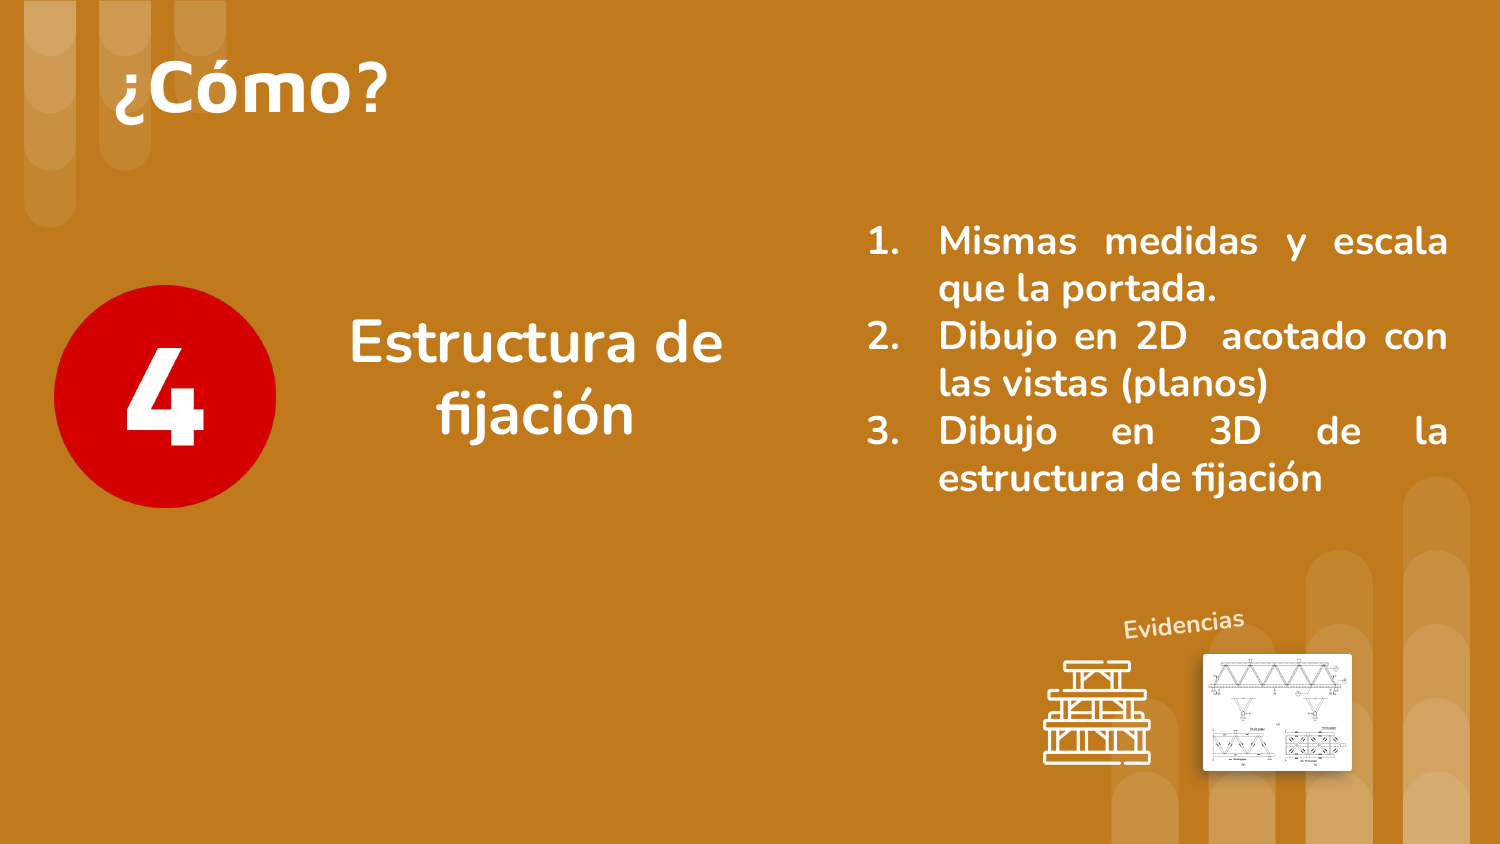 ¿Cómo?
4
Estructura de
fijación
1. Mismas medidas y escala
que la portada.
2. Dibujo en 2D acotado con
las vistas (planos)
3. Dibujo en 3D de la
estructura de fijación
Evidencias